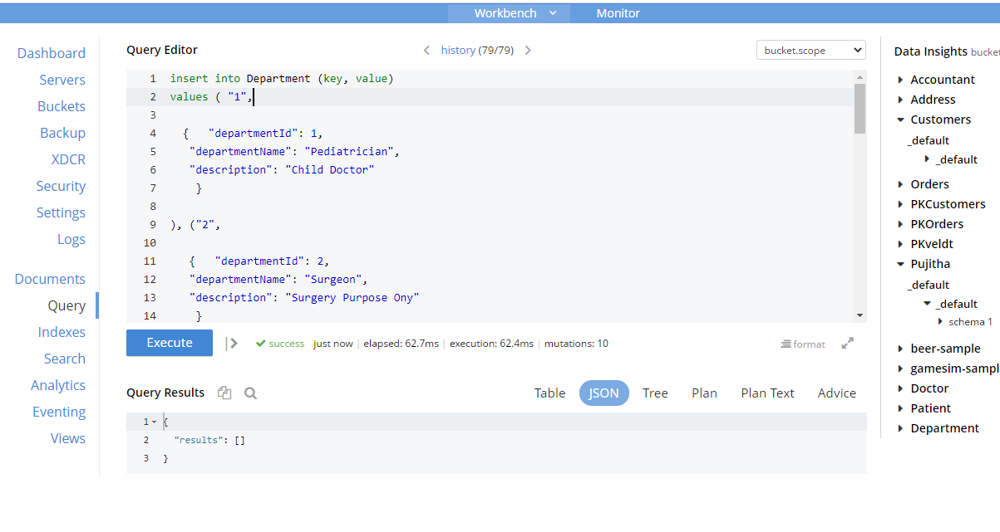 Workbench
Monitor
Dashboard
Servers
Buckets
Backup
XDCR
Security
Settings
Logs
Documents
Query
Indexes
Search
Analytics
Eventing
Views
Query Editor
history (79/79)
bucket.scope
1 insert into Department (key, value)
2 values ( "1",
3
4 { "departmentId": 1,
5 "departmentName": "Pediatrician",
6 "description": "Child Doctor"
7 }
8
9 ), ("2",
10
11 { "departmentId": 2,
12 "departmentName": "Surgeon",
13 "description": "Surgery Purpose Ony"
14 }
Execute
success just now elapsed: 62.7ms execution: 62.4ms mutations: 10
format
Query Results
Table JSON Tree Plan Plan Text Advice
1 {
2 "results": []
3 }
Data Insights
Accountant
Address
Customers
_default
_default
Orders
PKCustomers
PKOrders
PKveldt
Pujitha
_default
_default
schema 1
beer-sample
gamesim-sampl
Doctor
Patient
Department